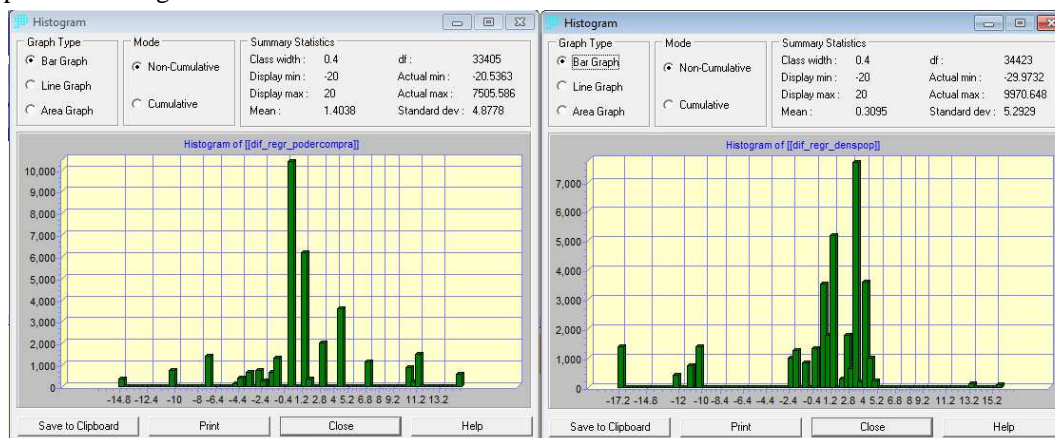 Histogram
Graph Type
Bar Graph
Line Graph
Area Graph
Mode
Non-Cumulative
Cumulative
Summary Statistics
Class width : 0.4 df : 33405
Display min : -20 Actual min : -20.5363
Display max : 20 Actual max : 7505.586
Mean : 1.4038 Standard dev : 4.8778
Histogram of [[dif_regr_podercompra]]
10,000
9,000
8,000
7,000
6,000
5,000
4,000
3,000
2,000
1,000
0
-14.8 -12.4 -10 -8 -6.4 -4.4 -2.4 -0.4 1.2 2.8 4 5.2 6.8 8 9.2 11.2 13.2
Save to Clipboard Print Close Help
Histogram
Graph Type
Bar Graph
Line Graph
Area Graph
Mode
Non-Cumulative
Cumulative
Summary Statistics
Class width : 0.4 df : 34423
Display min : -20 Actual min : -29.9732
Display max : 20 Actual max : 9970.648
Mean : 0.3095 Standard dev : 5.2929
Histogram of [[dif_regr_denspop]]
7,000
6,000
5,000
4,000
3,000
2,000
1,000
0
-17.2 -14.8 -12 -10 -8.4 -6.4 -4.4 -2.4 -0.4 1.2 2.8 4 5.2 6.8 8 9.2 11.2 13.2 15.2
Save to Clipboard Print Close Help